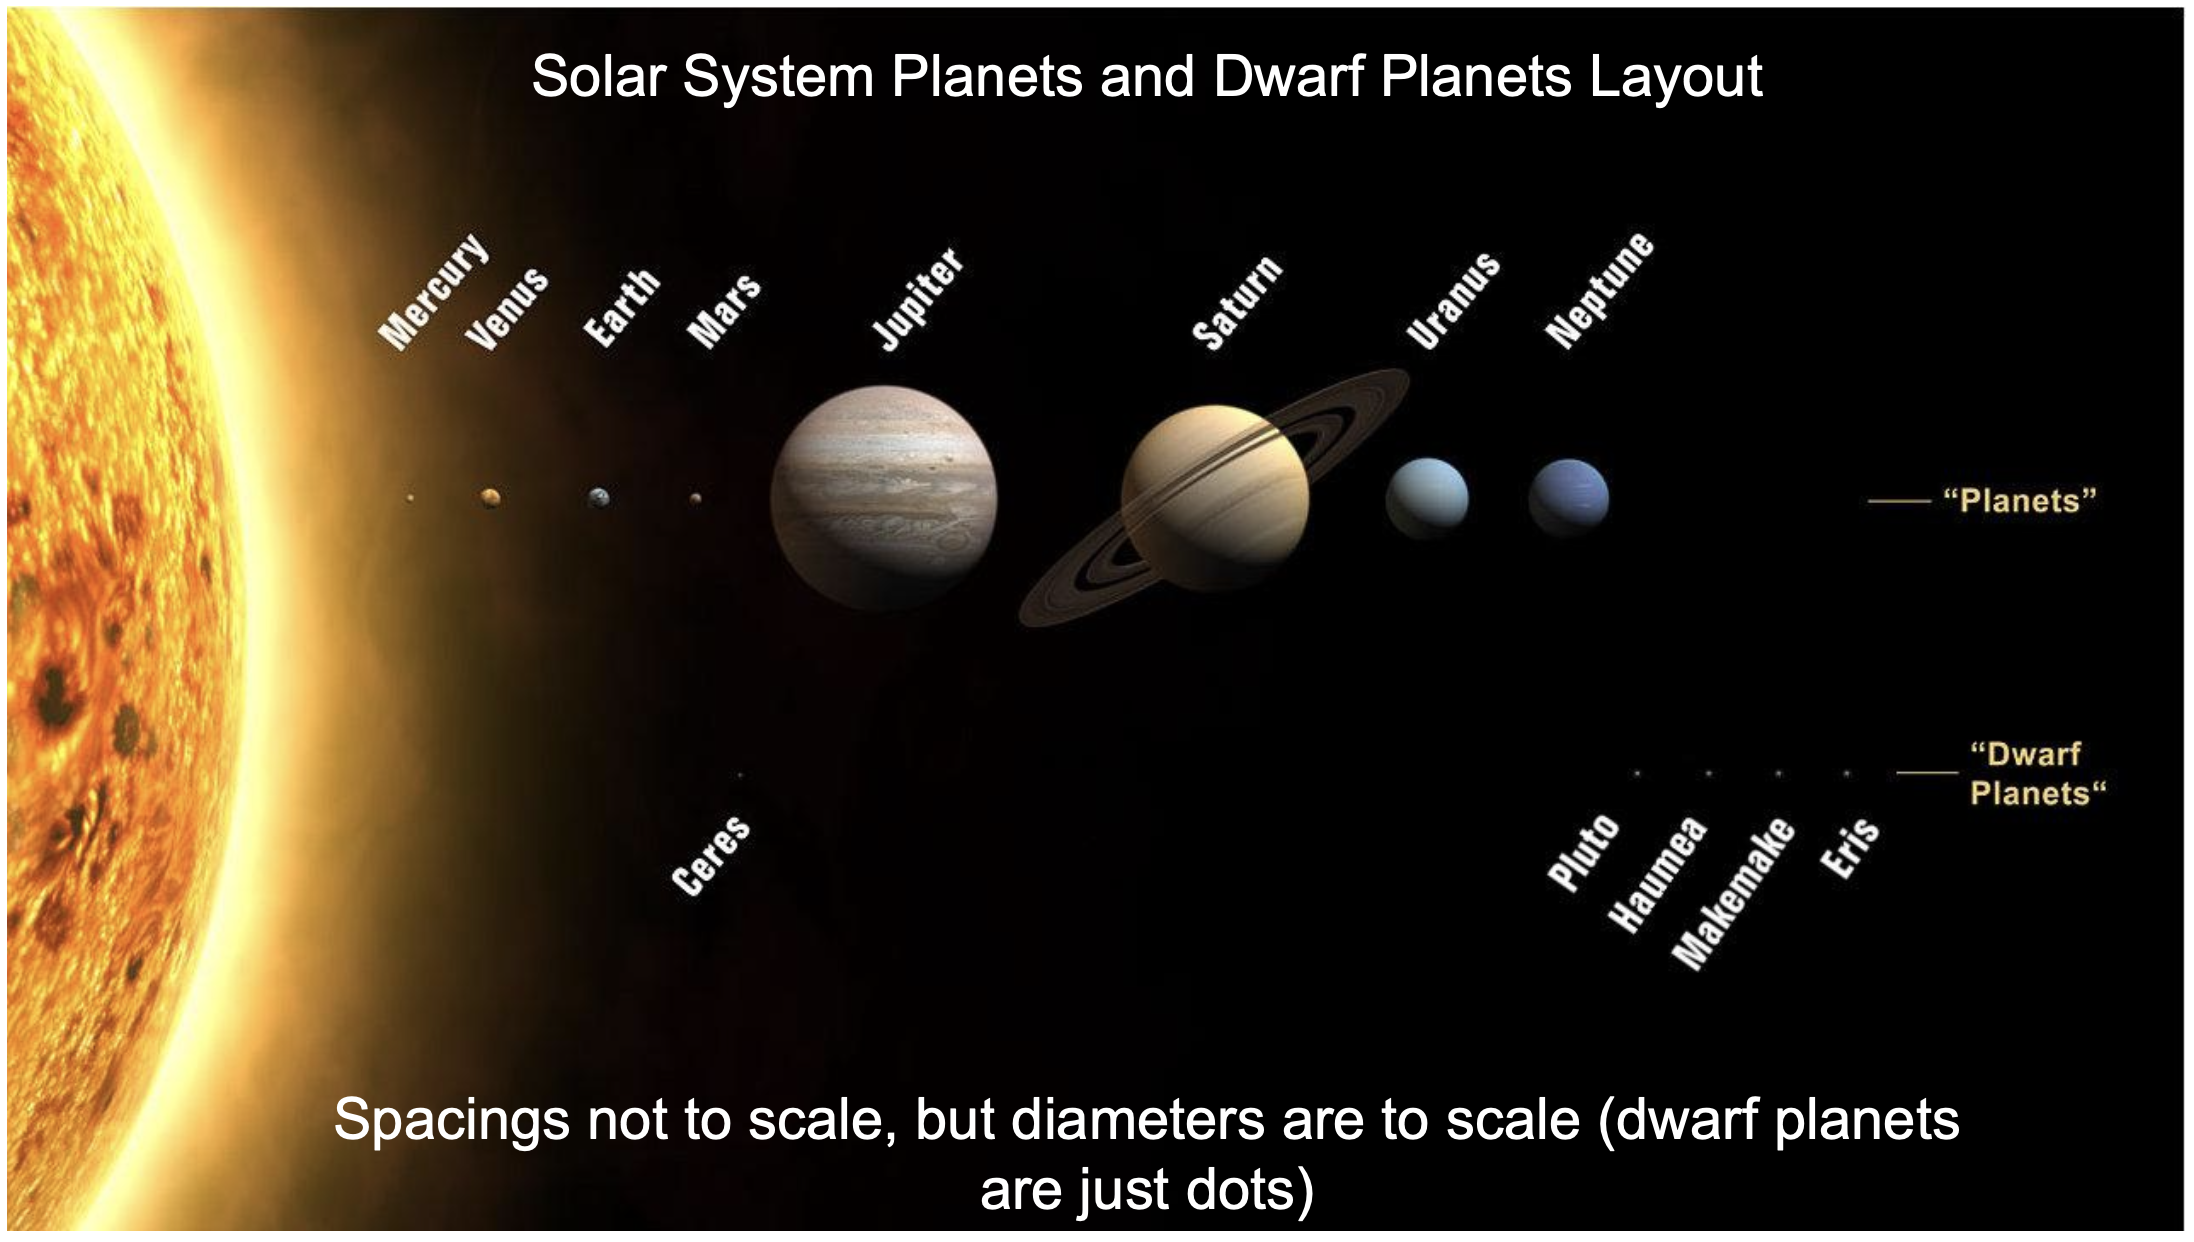 Solar System Planets and Dwarf Planets Layout
Mercury
Venus
Earth
Mars
Jupiter
Saturn
Uranus
Neptune
“Planets”
“Dwarf
Planets“
Ceres
Pluto
Haumea
Makemake
Eris
Spacings not to scale, but diameters are to scale (dwarf planets
are just dots)